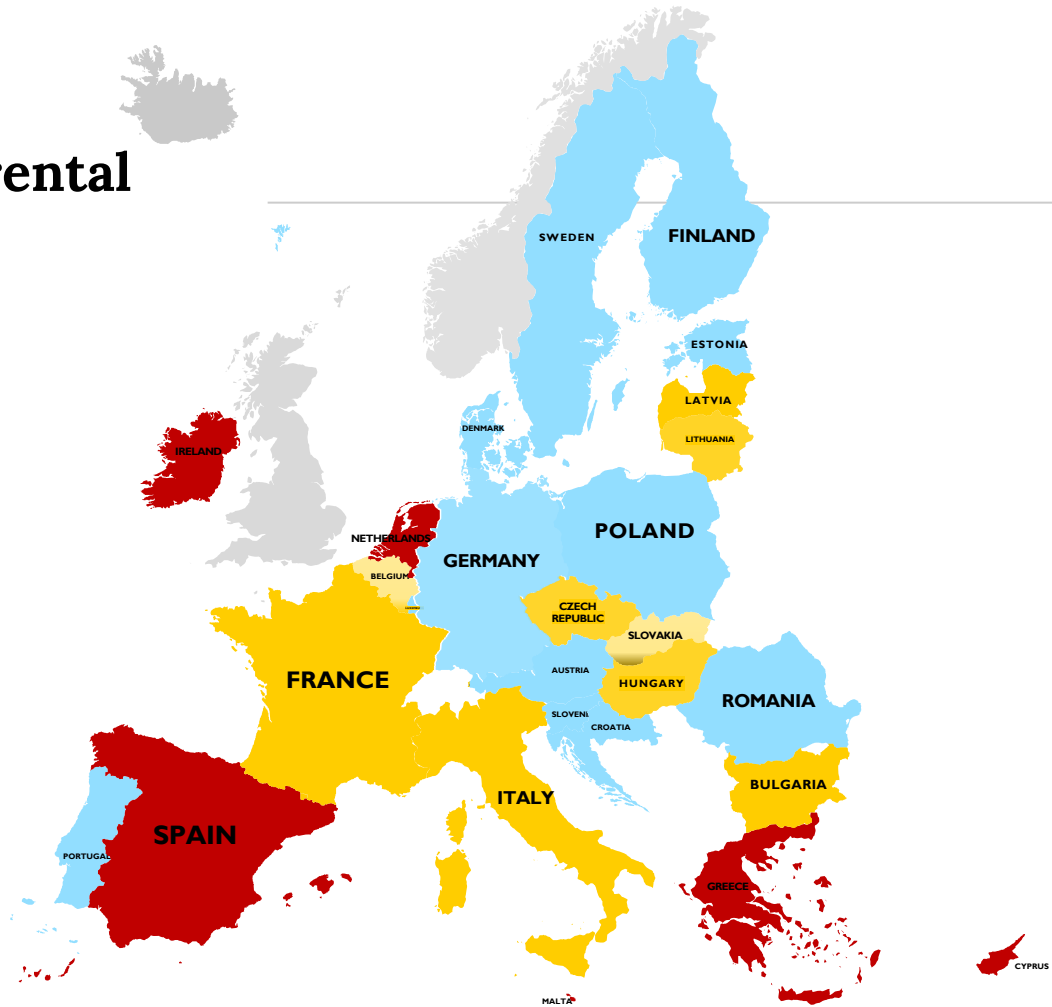 rental
SWEDEN
FINLAND
ESTONIA
LATVIA
LITHUANIA
DENMARK
IRELAND
NETHERLANDS
POLAND
GERMANY
BELGIUM
CZECH
REPUBLIC
SLOVAKIA
AUSTRIA
FRANCE
HUNGARY
ROMANIA
SLOVENI
CROATIA
BULGARIA
ITALY
SPAIN
PORTUGAL
GREECE
CYPRUS
MALTA